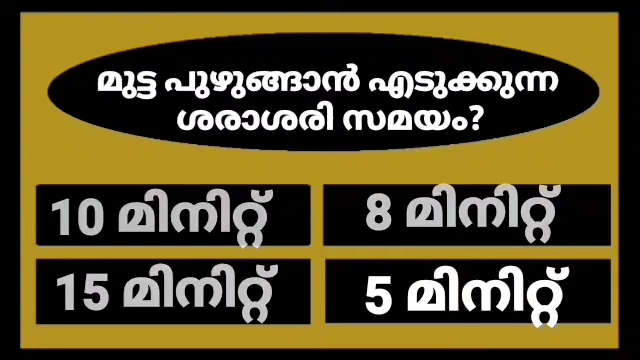 മുട്ട പുഴുങ്ങാൻ എടുക്കുന്ന
ശരാശരി സമയം?
10 മിനിറ്റ്
8 മിനിറ്റ്
15 മിനിറ്റ്
5 മിനിറ്റ്